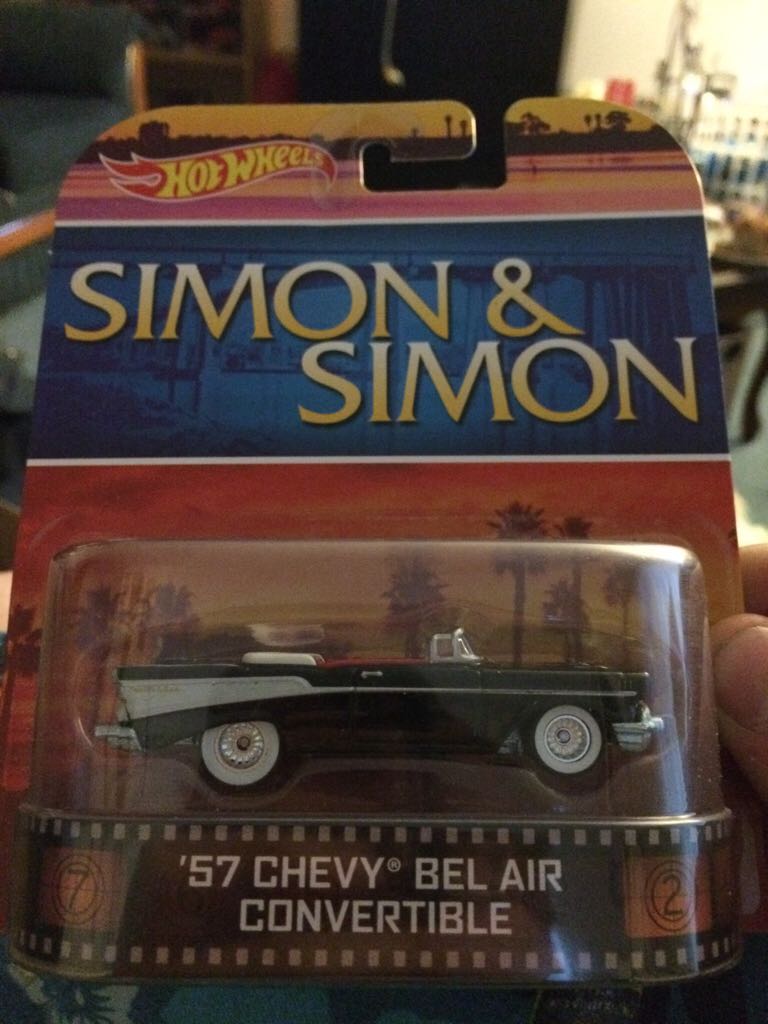 HOT WHEELS
SIMON &
SIMON
'57 CHEVY® BEL AIR
CONVERTIBLE
7
2